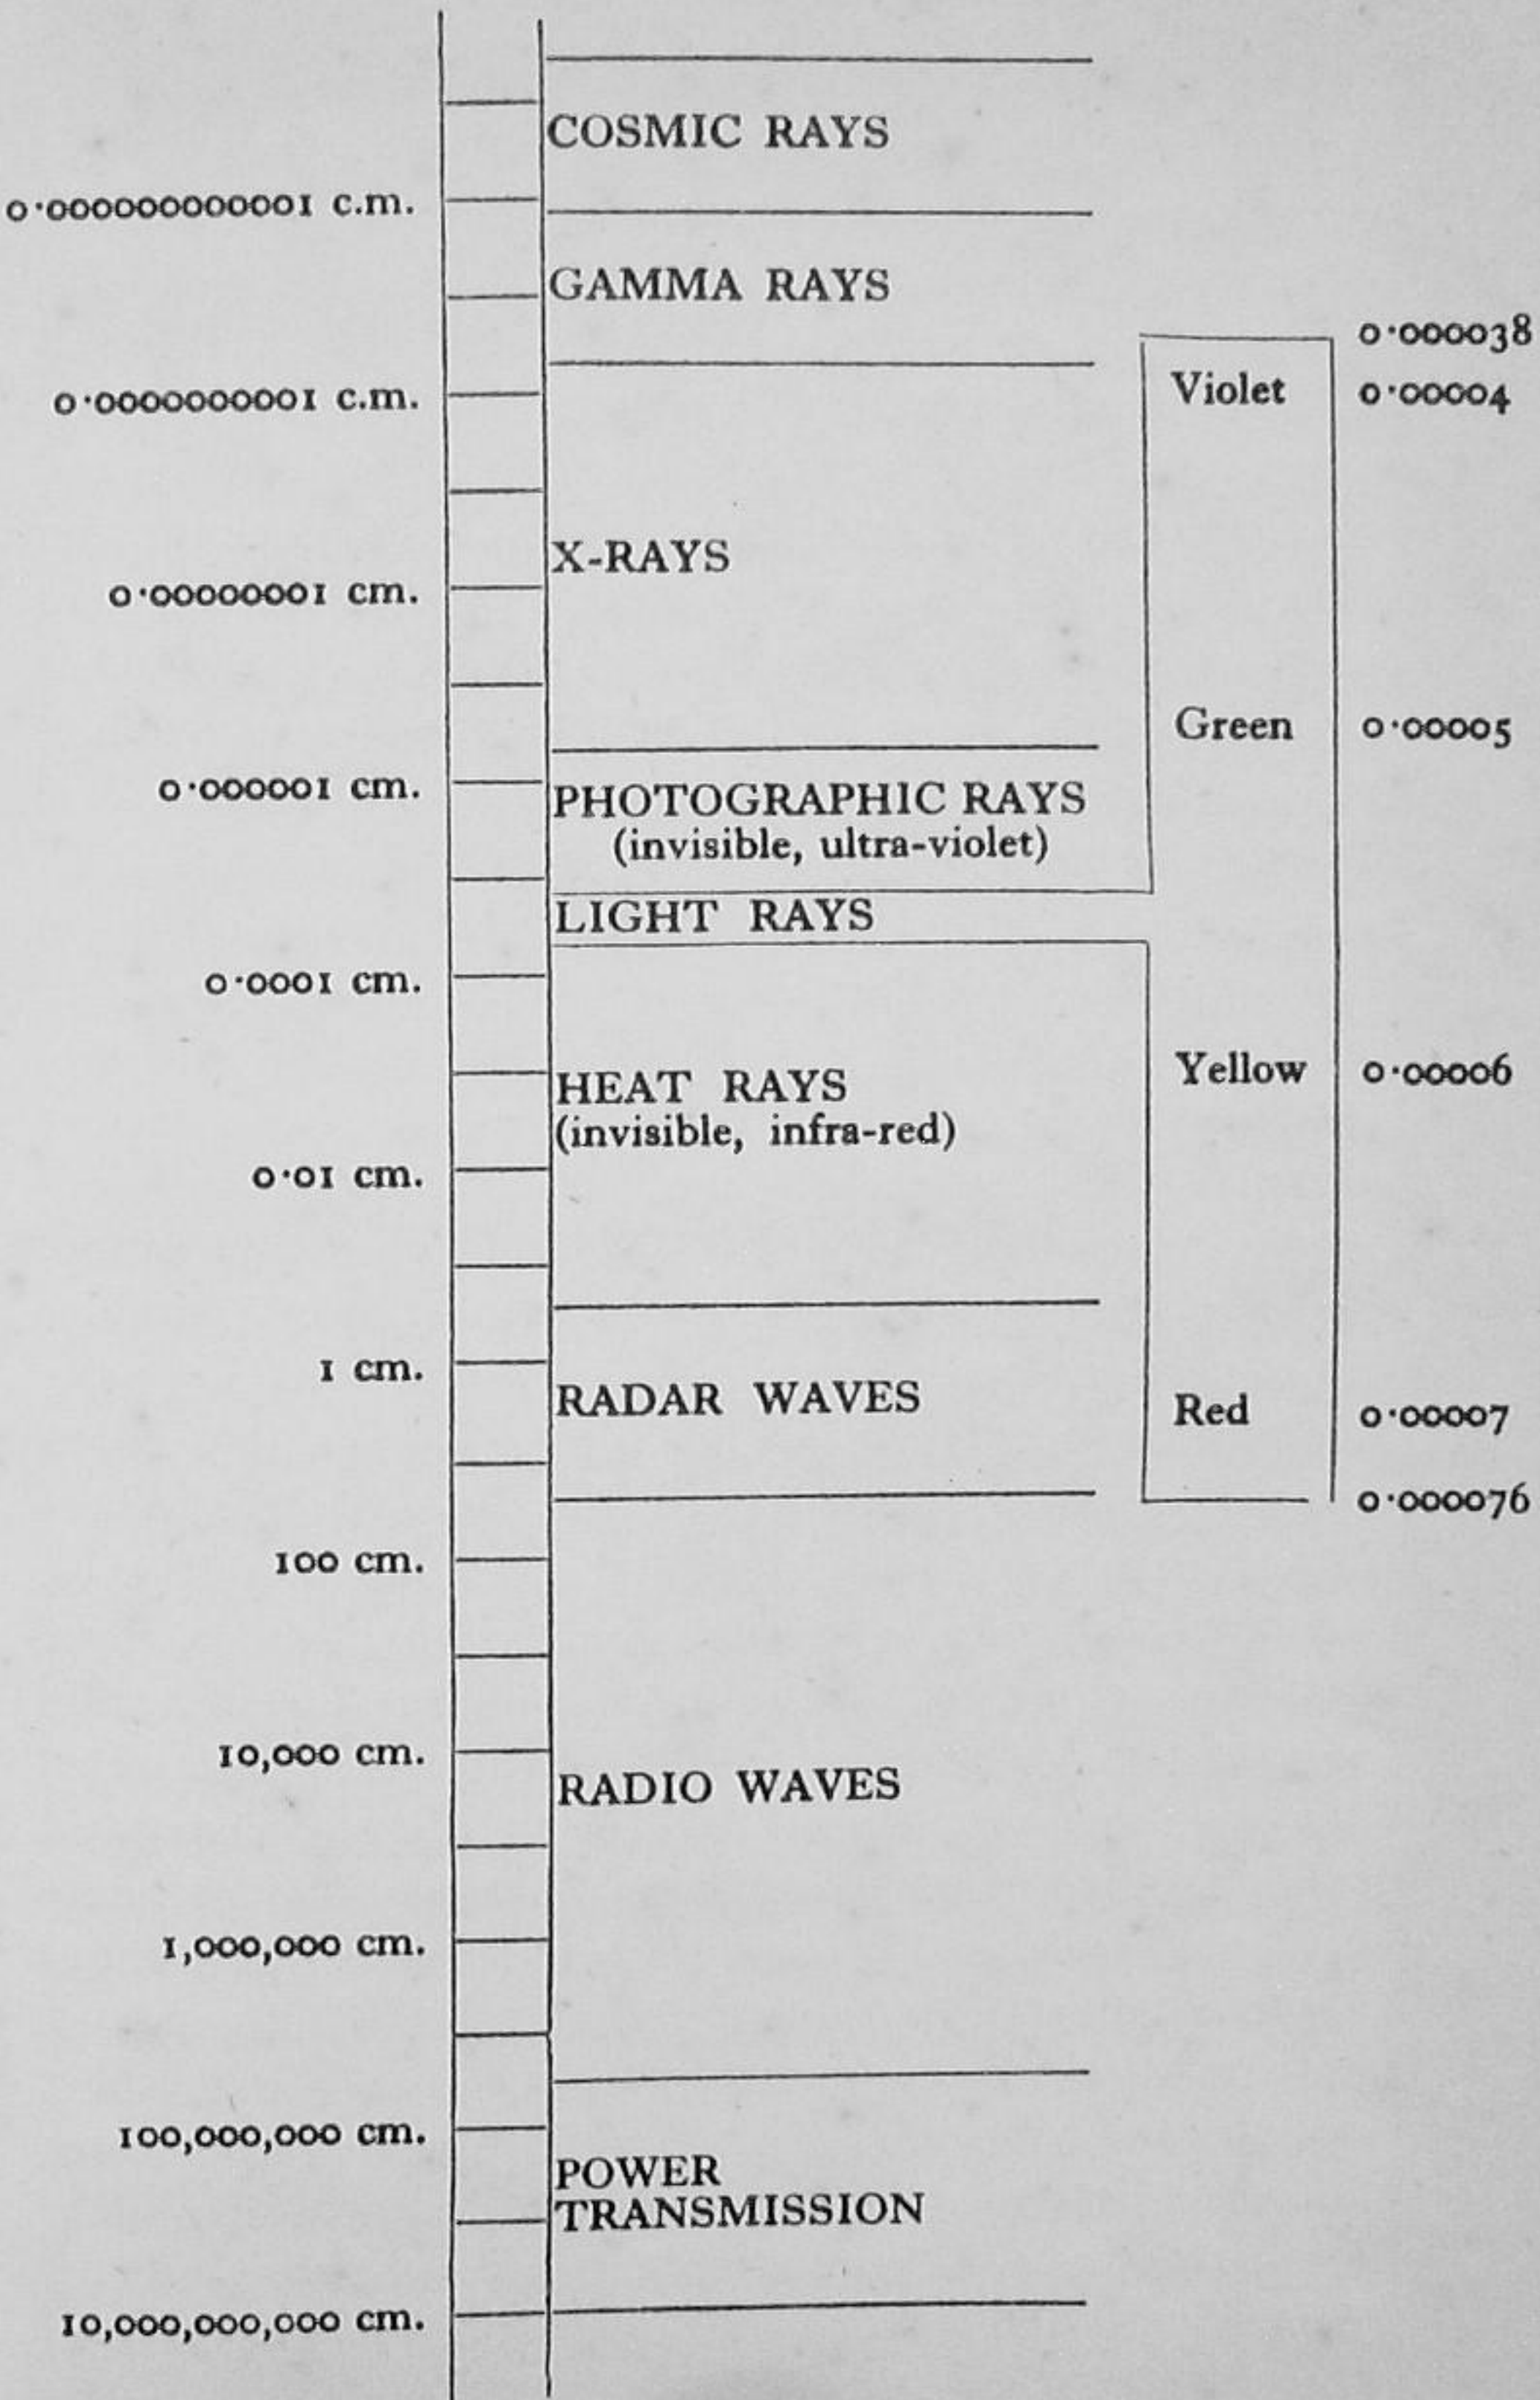 0·000000000001 c.m.
0·0000000001 c.m.
0·00000001 cm.
0·000001 cm.
0·0001 cm.
0·01 cm.
1 cm.
100 cm.
10,000 cm.
1,000,000 cm.
100,000,000 cm.
10,000,000,000 cm.
COSMIC RAYS
GAMMA RAYS
X-RAYS
PHOTOGRAPHIC RAYS
(invisible, ultra-violet)
LIGHT RAYS
HEAT RAYS
(invisible, infra-red)
RADAR WAVES
RADIO WAVES
POWER
TRANSMISSION
0·000038
Violet 0·00004
Green 0·00005
Yellow 0·00006
Red 0·00007
0·000076